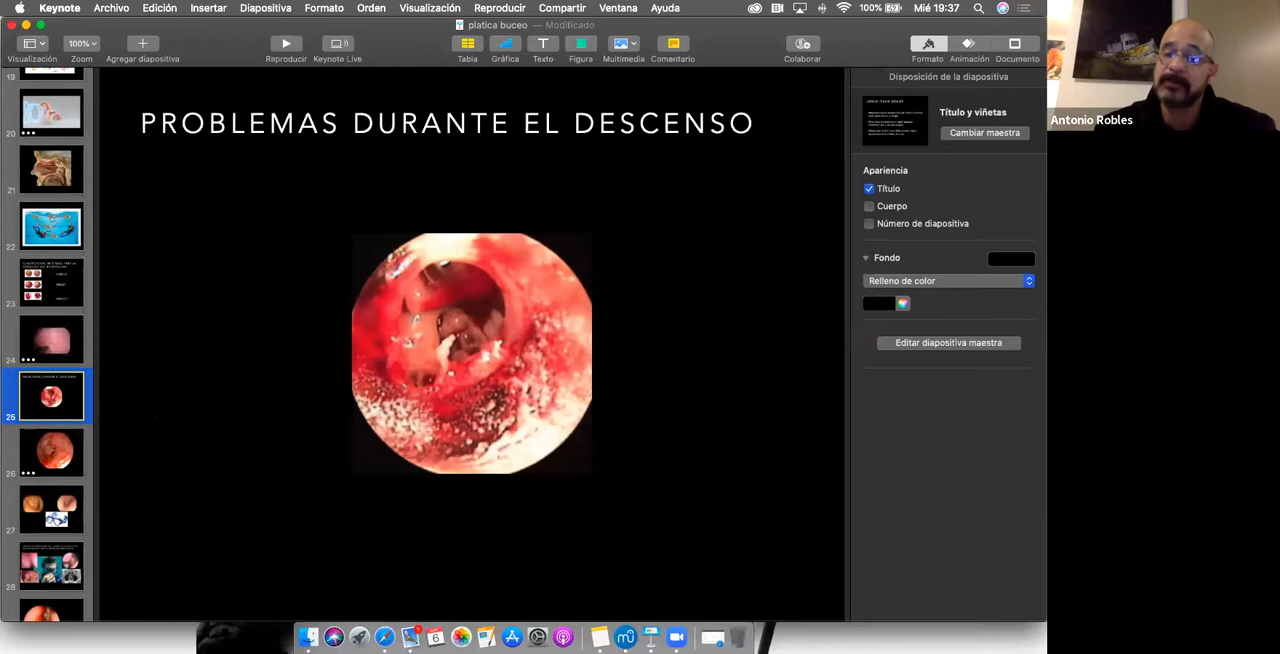 Keynote Archivo Edición Insertar Diapositiva Formato Orden Visualización Reproducir Compartir Ventana Ayuda 100% Mié 19:37
platica buceo — Modificado
100%
Visualización Zoom Agregar diapositiva Reproducir Keynote Live Tabla Gráfica Texto Figura Multimedia Comentario Colaborar Formato Animación Documento
19
20
21
22
23
24
25
26
27
28
PROBLEMAS DURANTE EL DESCENSO
Disposición de la diapositiva
Título y viñetas
Cambiar maestra
Apariencia
Título
Cuerpo
Número de diapositiva
Fondo
Relleno de color
Editar diapositiva maestra
Antonio Robles
6